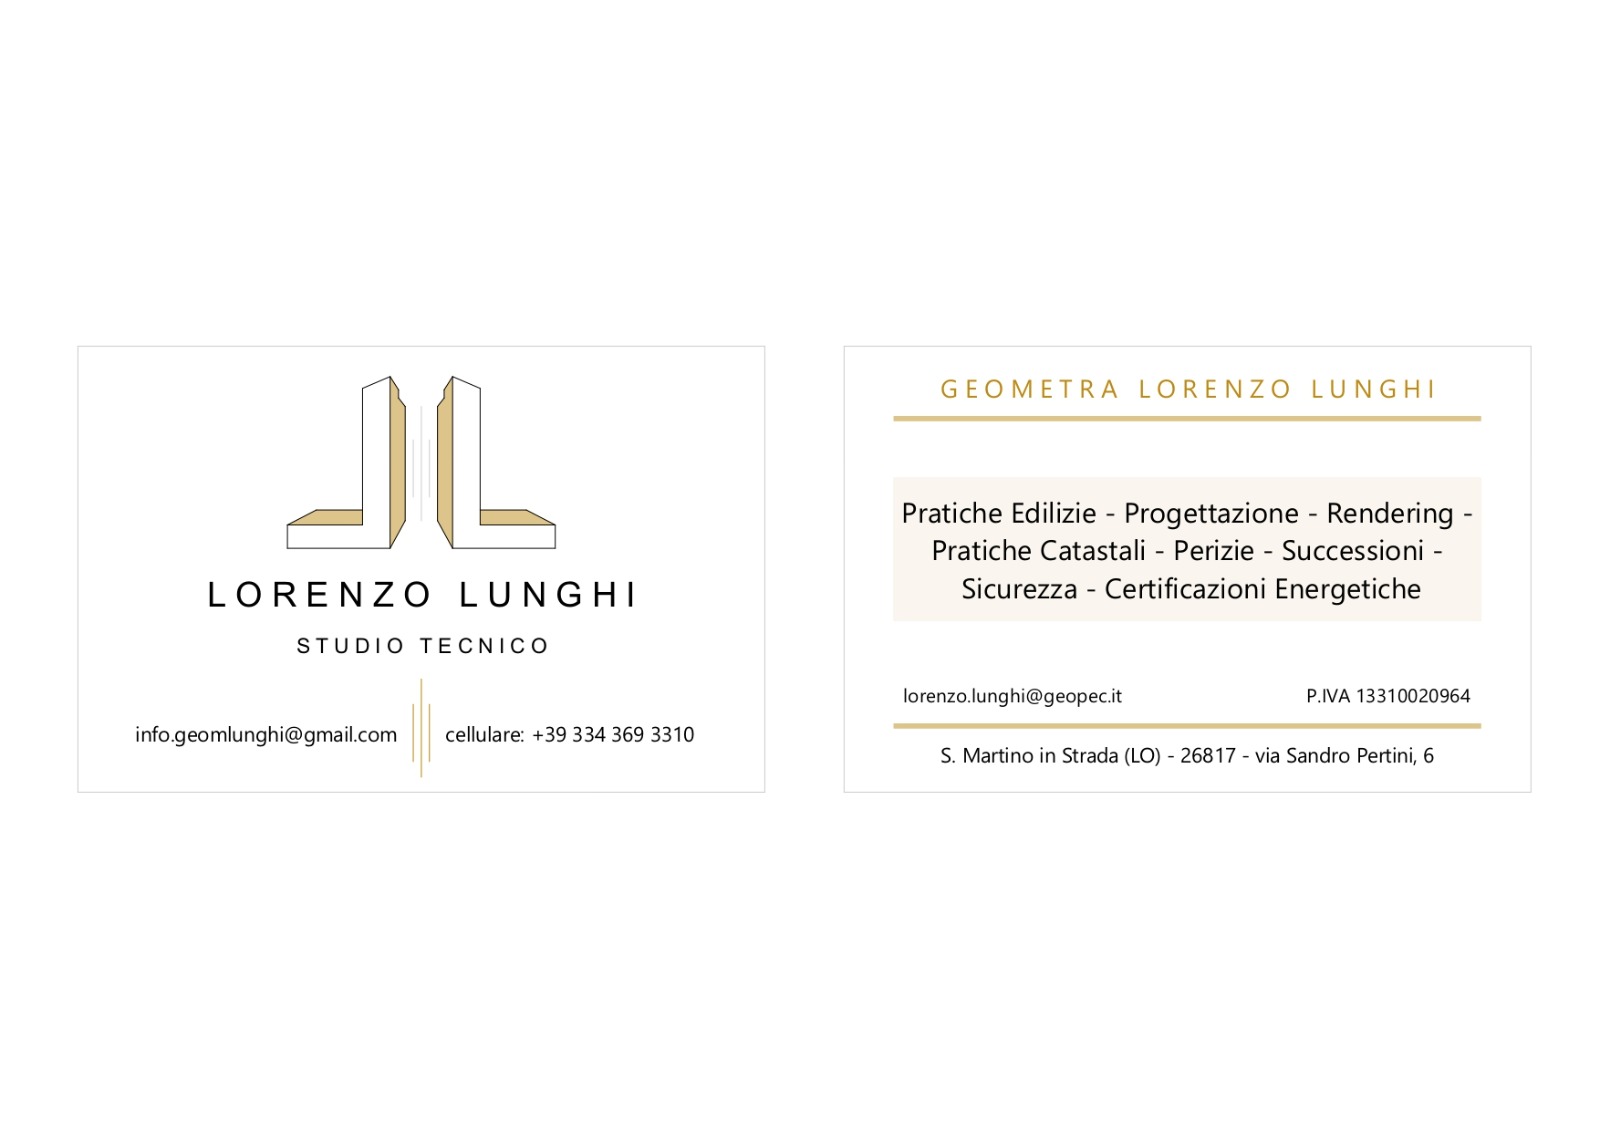 LORENZO LUNGHI
STUDIO TECNICO
info.geomlunghi@gmail.com
cellulare: +39 334 369 3310
GEOMETRA LORENZO LUNGHI
Pratiche Edilizie - Progettazione - Rendering -
Pratiche Catastali - Perizie - Successioni -
Sicurezza - Certificazioni Energetiche
lorenzo.lunghi@geopec.it
P.IVA 13310020964
S. Martino in Strada (LO) - 26817 - via Sandro Pertini, 6